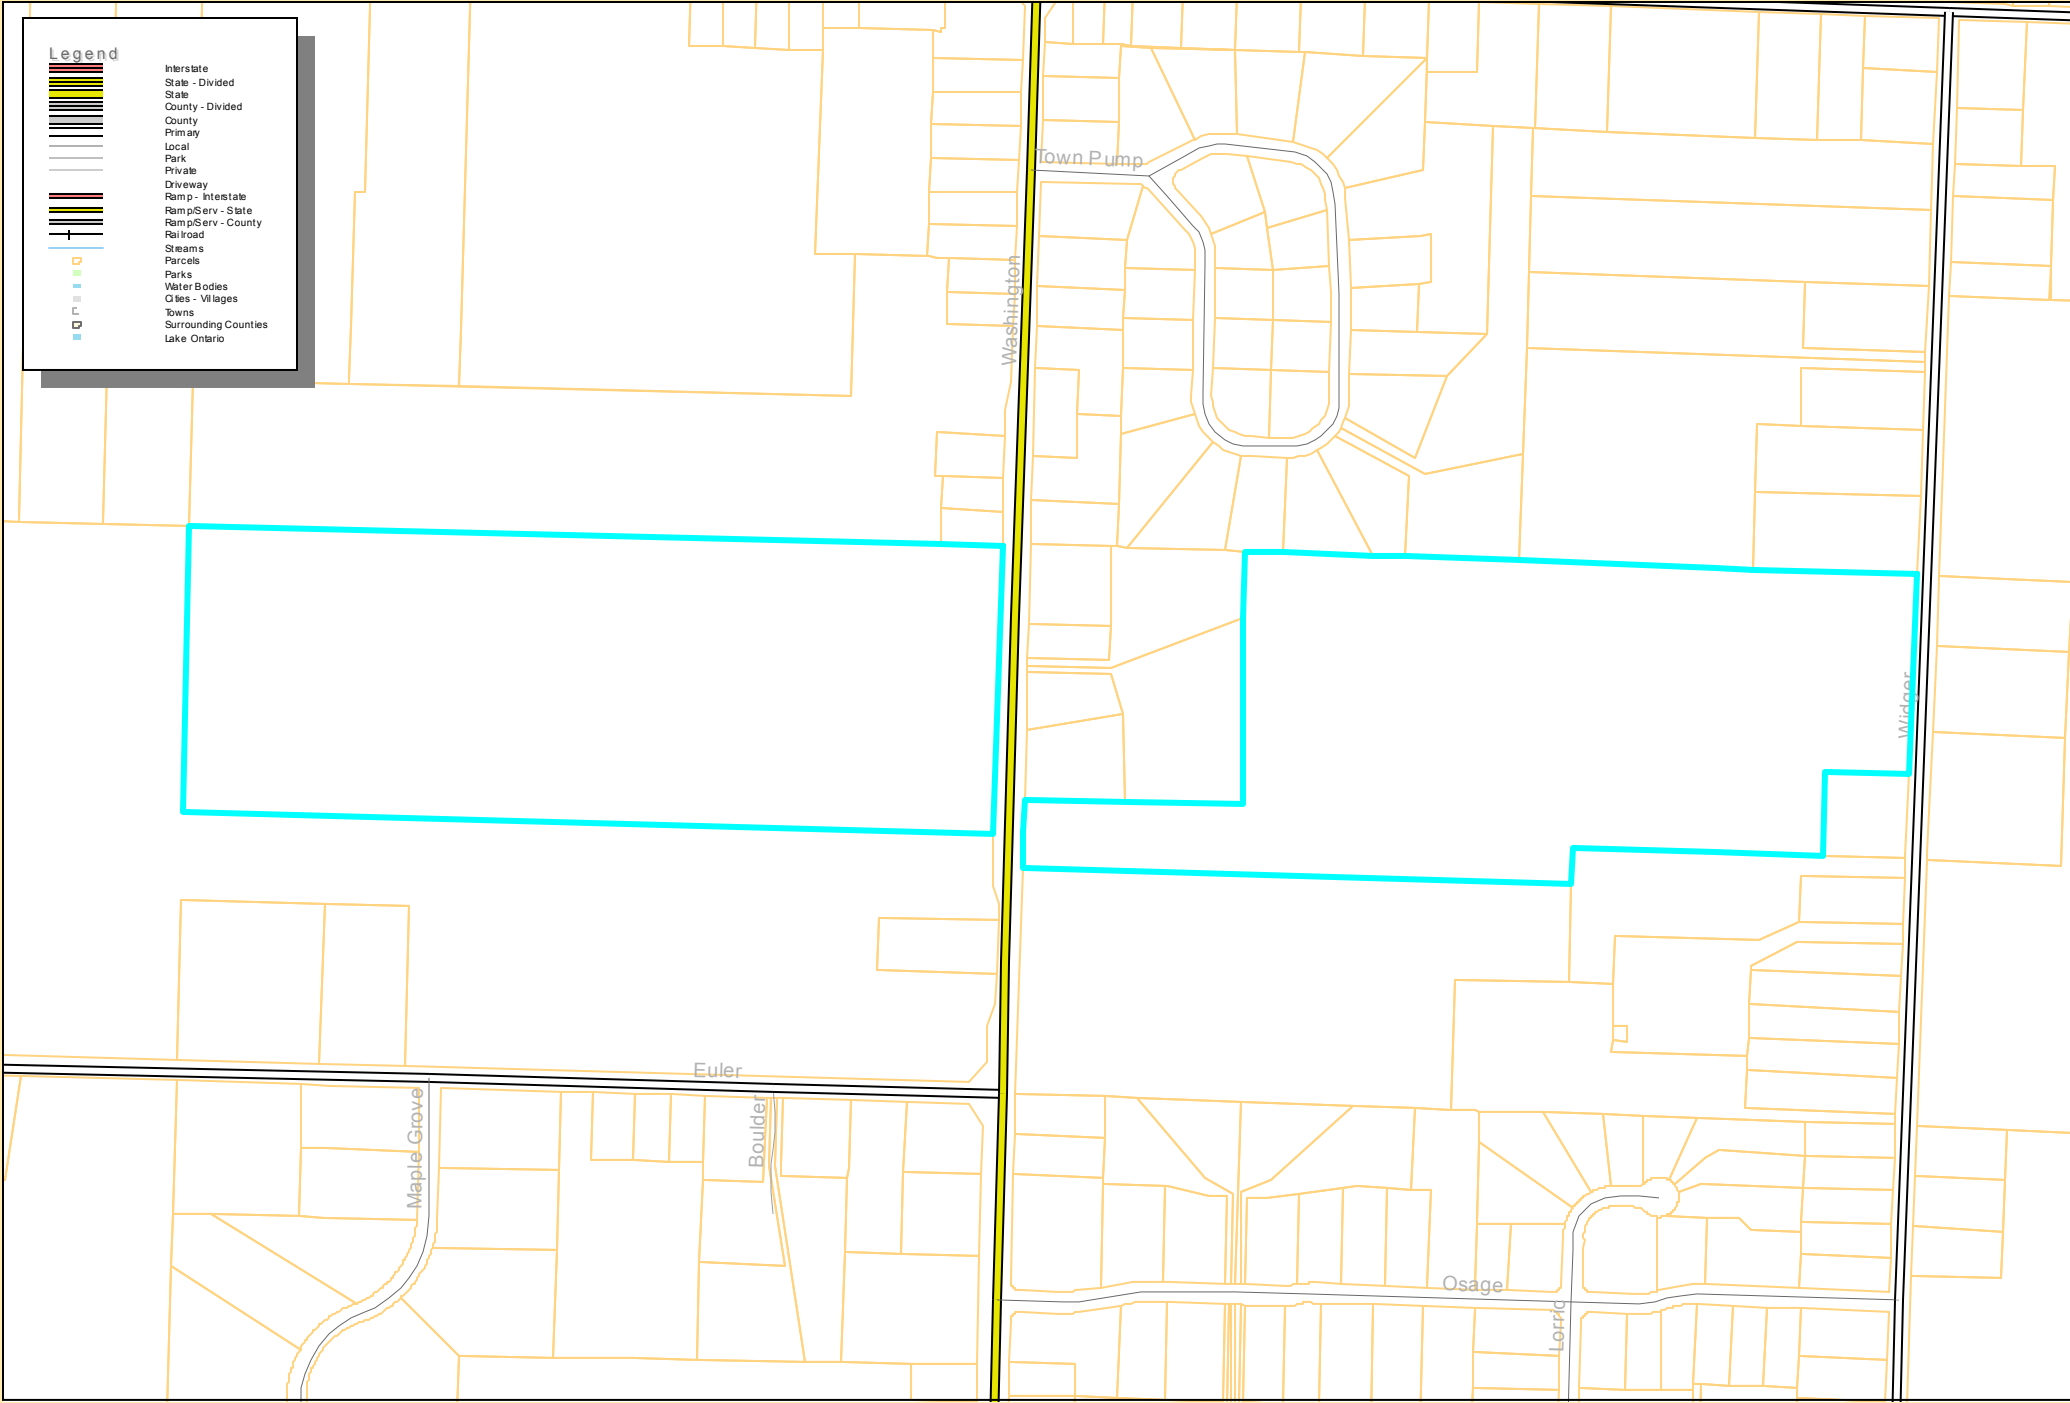 Legend
Interstate
State - Divided
State
County - Divided
County
Primary
Local
Park
Private
Driveway
Ramp - Interstate
Ramp/Serv - State
Ramp/Serv - County
Railroad
Streams
Parcels
Parks
Water Bodies
Cities - Villages
Towns
Surrounding Counties
Lake Ontario
Town Pump
Washington
Widger
Euler
Maple Grove
Boulder
Osage
Lorric